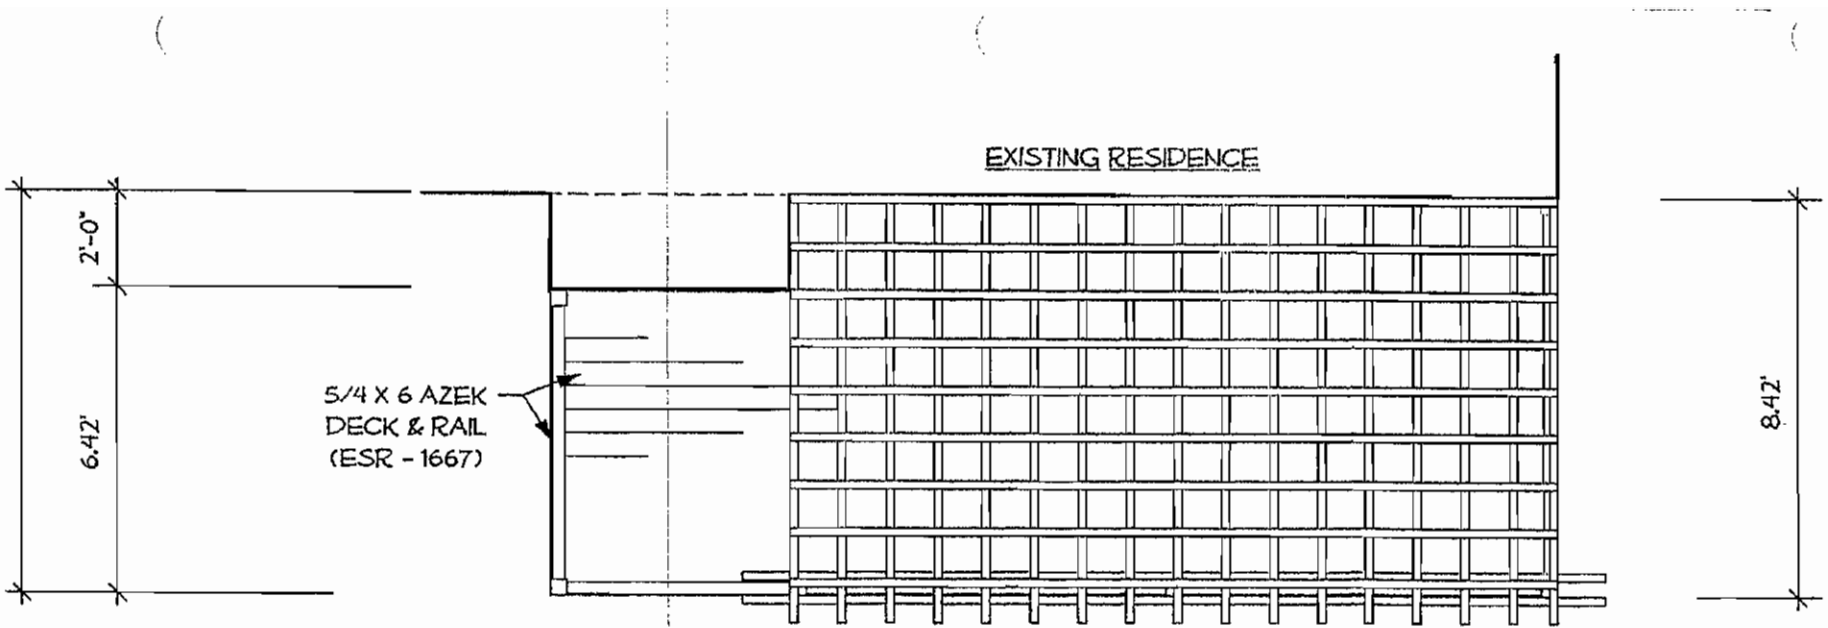 EXISTING RESIDENCE
2'-0"
6.42'
5/4 X 6 AZEK
DECK & RAIL
(ESR - 1667)
8.42'